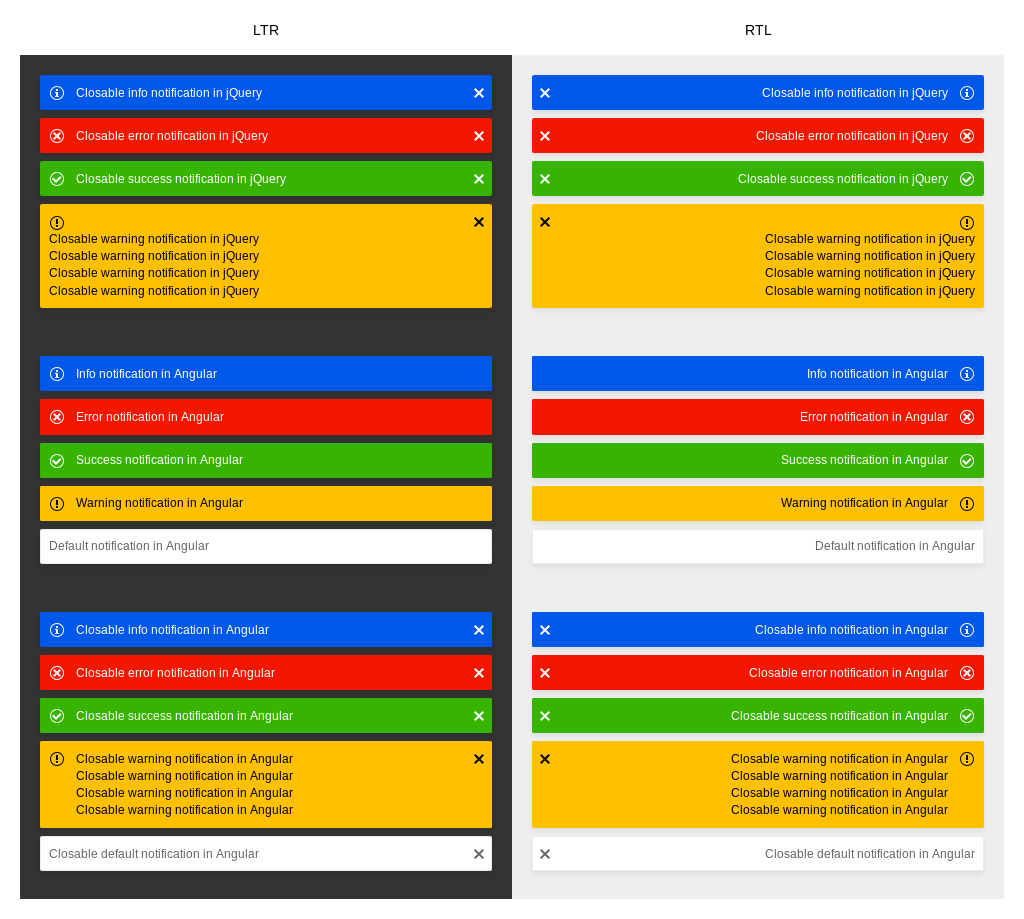 LTR
Closable info notification in jQuery
Closable error notification in jQuery
Closable success notification in jQuery
Closable warning notification in jQuery
Closable warning notification in jQuery
Closable warning notification in jQuery
Closable warning notification in jQuery
Info notification in Angular
Error notification in Angular
Success notification in Angular
Warning notification in Angular
Default notification in Angular
Closable info notification in Angular
Closable error notification in Angular
Closable success notification in Angular
Closable warning notification in Angular
Closable warning notification in Angular
Closable warning notification in Angular
Closable warning notification in Angular
Closable default notification in Angular
RTL
Closable info notification in jQuery
Closable error notification in jQuery
Closable success notification in jQuery
Closable warning notification in jQuery
Closable warning notification in jQuery
Closable warning notification in jQuery
Closable warning notification in jQuery
Info notification in Angular
Error notification in Angular
Success notification in Angular
Warning notification in Angular
Default notification in Angular
Closable info notification in Angular
Closable error notification in Angular
Closable success notification in Angular
Closable warning notification in Angular
Closable warning notification in Angular
Closable warning notification in Angular
Closable warning notification in Angular
Closable default notification in Angular